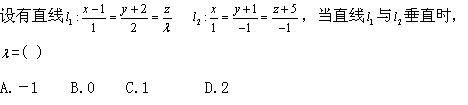 设有直线l₁:(x-1)/1=(y+2)/2=z/λ  l₂:x/1=(y+1)/-1=(z+5)/-1，当直线l₁与l₂垂直时，
λ=( )
A.－1 B.0 C.1 D.2